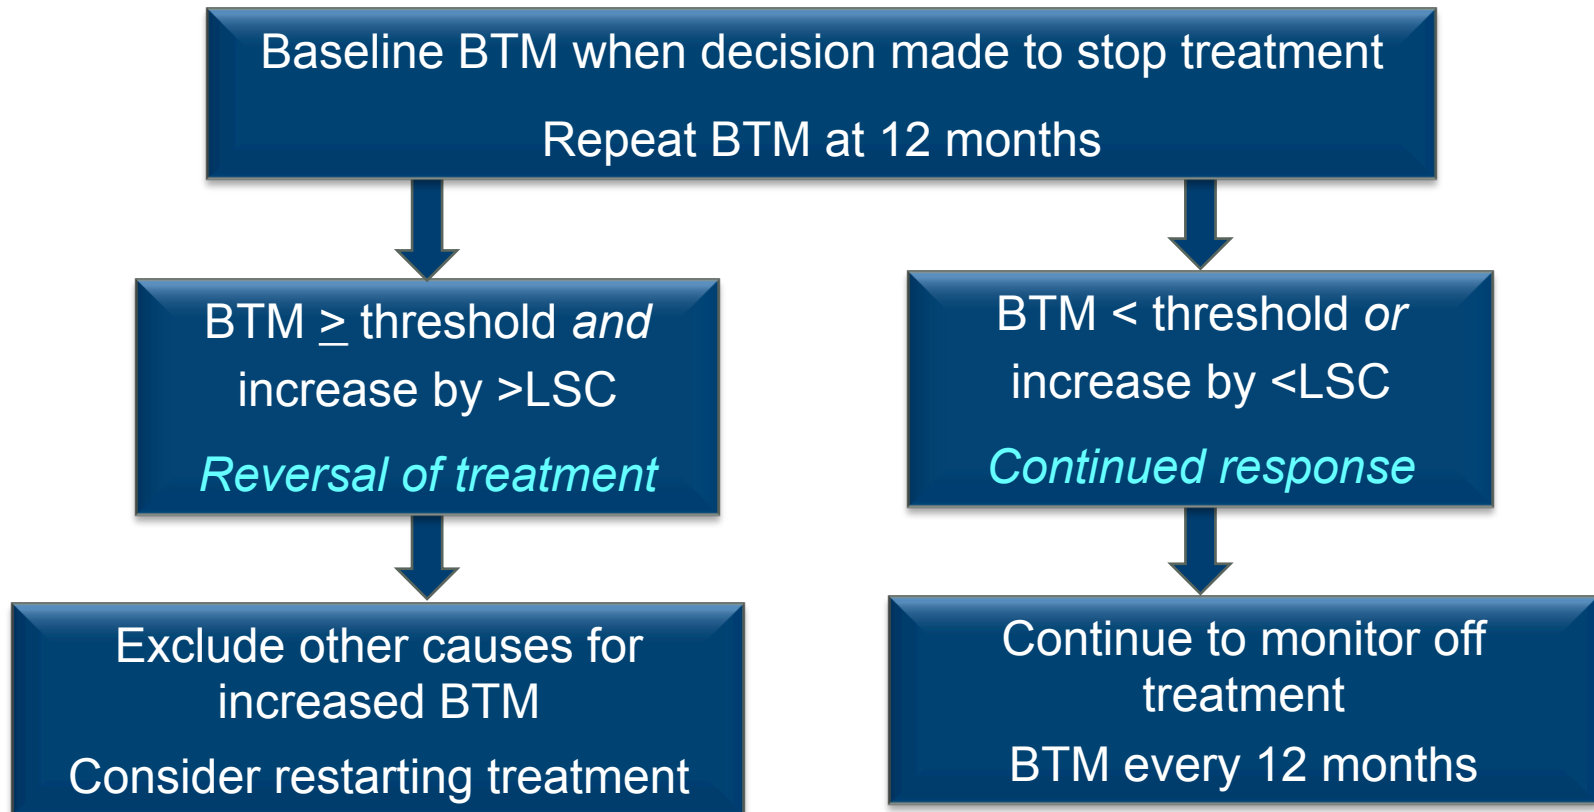 Baseline BTM when decision made to stop treatment
Repeat BTM at 12 months
BTM ≥ threshold and
increase by >LSC
Reversal of treatment
BTM < threshold or
increase by <LSC
Continued response
Exclude other causes for
increased BTM
Consider restarting treatment
Continue to monitor off
treatment
BTM every 12 months